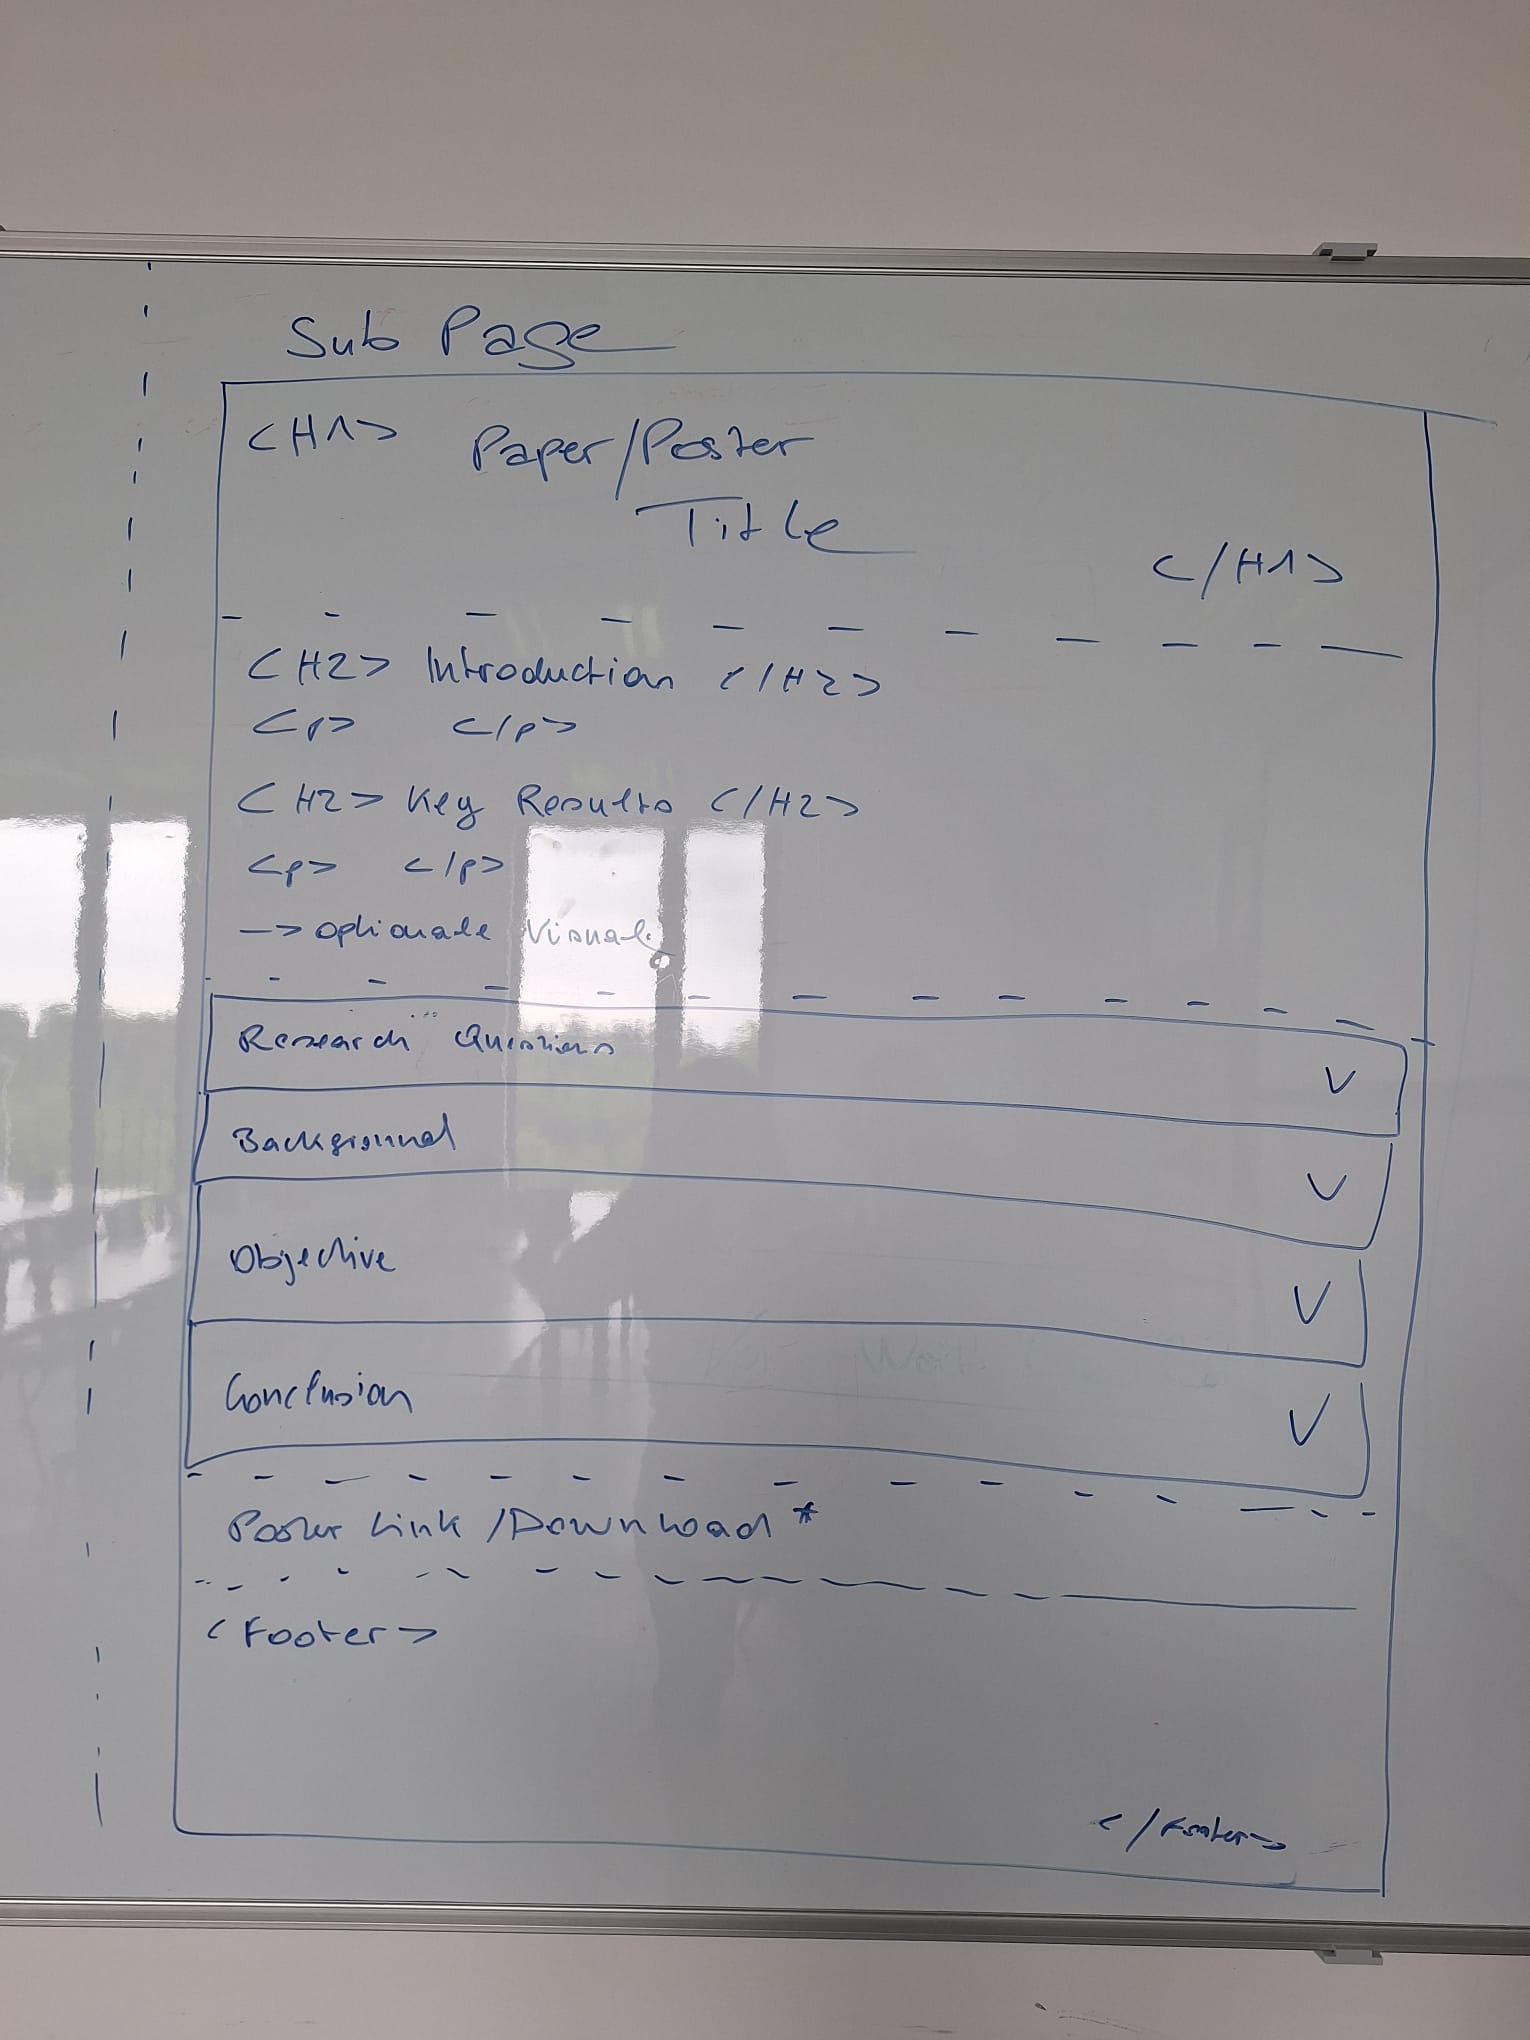 Sub Page
<H1> Paper/Poster
Title
</H1>
<H2> Introduction </H2>
<p> </p>
<H2> Key Results </H2>
<p> </p>
--> optionale Visuals
Research Questions V
Background V
Objective V
Conclusion V
Poster Link /Download *
<Footer>
</Footer>